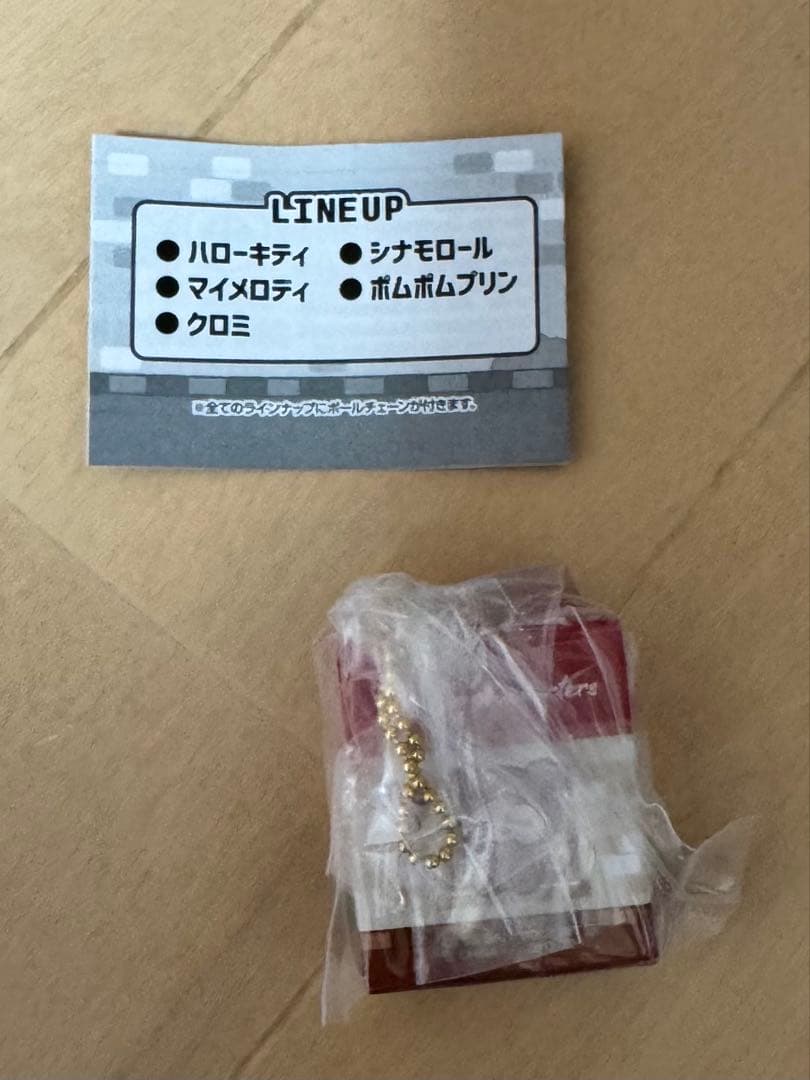 LINEUP
●ハローキティ ●シナモロール
●マイメロディ ●ポムポムプリン
●クロミ
※全てのラインナップにボールチェーンが付きます。